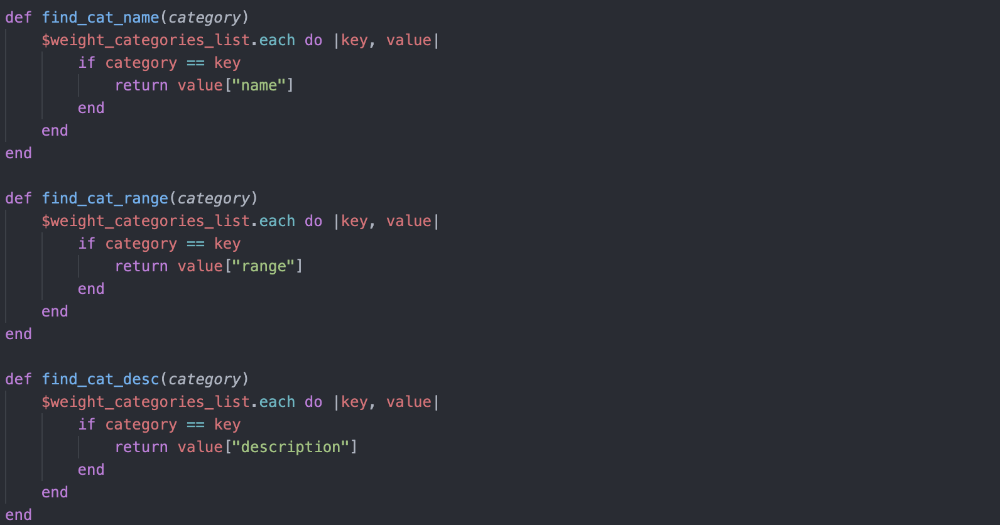 def find_cat_name(category)
    $weight_categories_list.each do |key, value|
        if category == key
            return value["name"]
        end
    end
end

def find_cat_range(category)
    $weight_categories_list.each do |key, value|
        if category == key
            return value["range"]
        end
    end
end

def find_cat_desc(category)
    $weight_categories_list.each do |key, value|
        if category == key
            return value["description"]
        end
    end
end